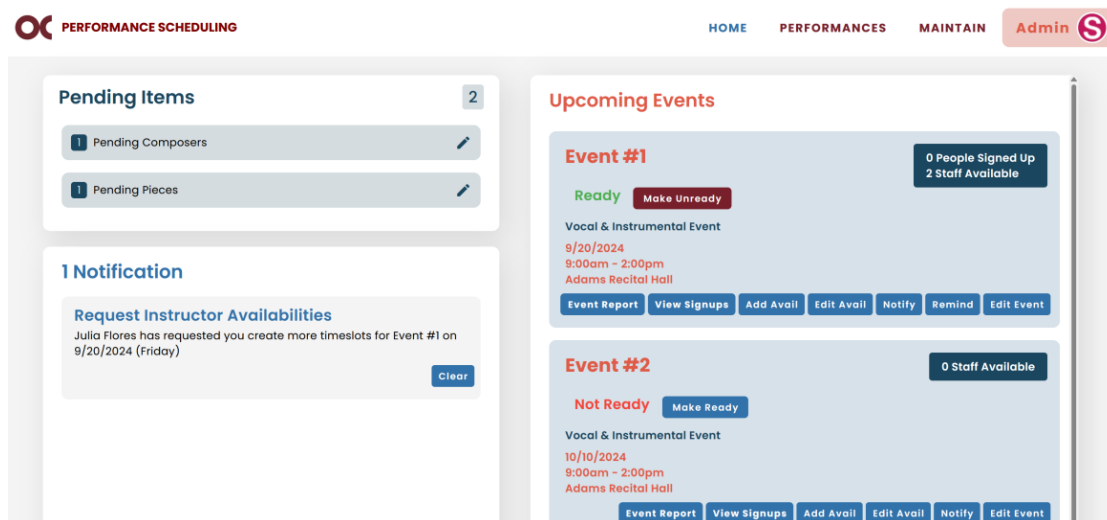 OC PERFORMANCE SCHEDULING
HOME PERFORMANCES MAINTAIN Admin S
Pending Items 2
1 Pending Composers
1 Pending Pieces
1 Notification
Request Instructor Availabilities
Julia Flores has requested you create more timeslots for Event #1 on
9/20/2024 (Friday)
Clear
Upcoming Events
Event #1
0 People Signed Up
2 Staff Available
Ready Make Unready
Vocal & Instrumental Event
9/20/2024
9:00am - 2:00pm
Adams Recital Hall
Event Report View Signups Add Avail Edit Avail Notify Remind Edit Event
Event #2
0 Staff Available
Not Ready Make Ready
Vocal & Instrumental Event
10/10/2024
9:00am - 2:00pm
Adams Recital Hall
Event Report View Signups Add Avail Edit Avail Notify Edit Event